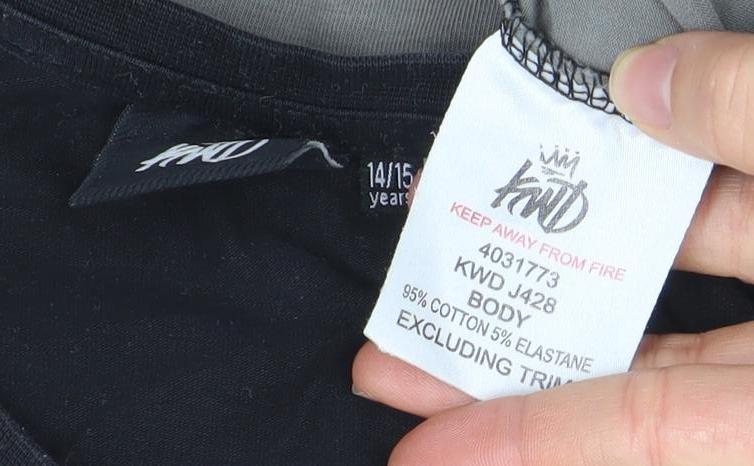 KWD
14/15
years
KWD
KEEP AWAY FROM FIRE
4031773
KWD J428
BODY
95% COTTON 5% ELASTANE
EXCLUDING TRIM